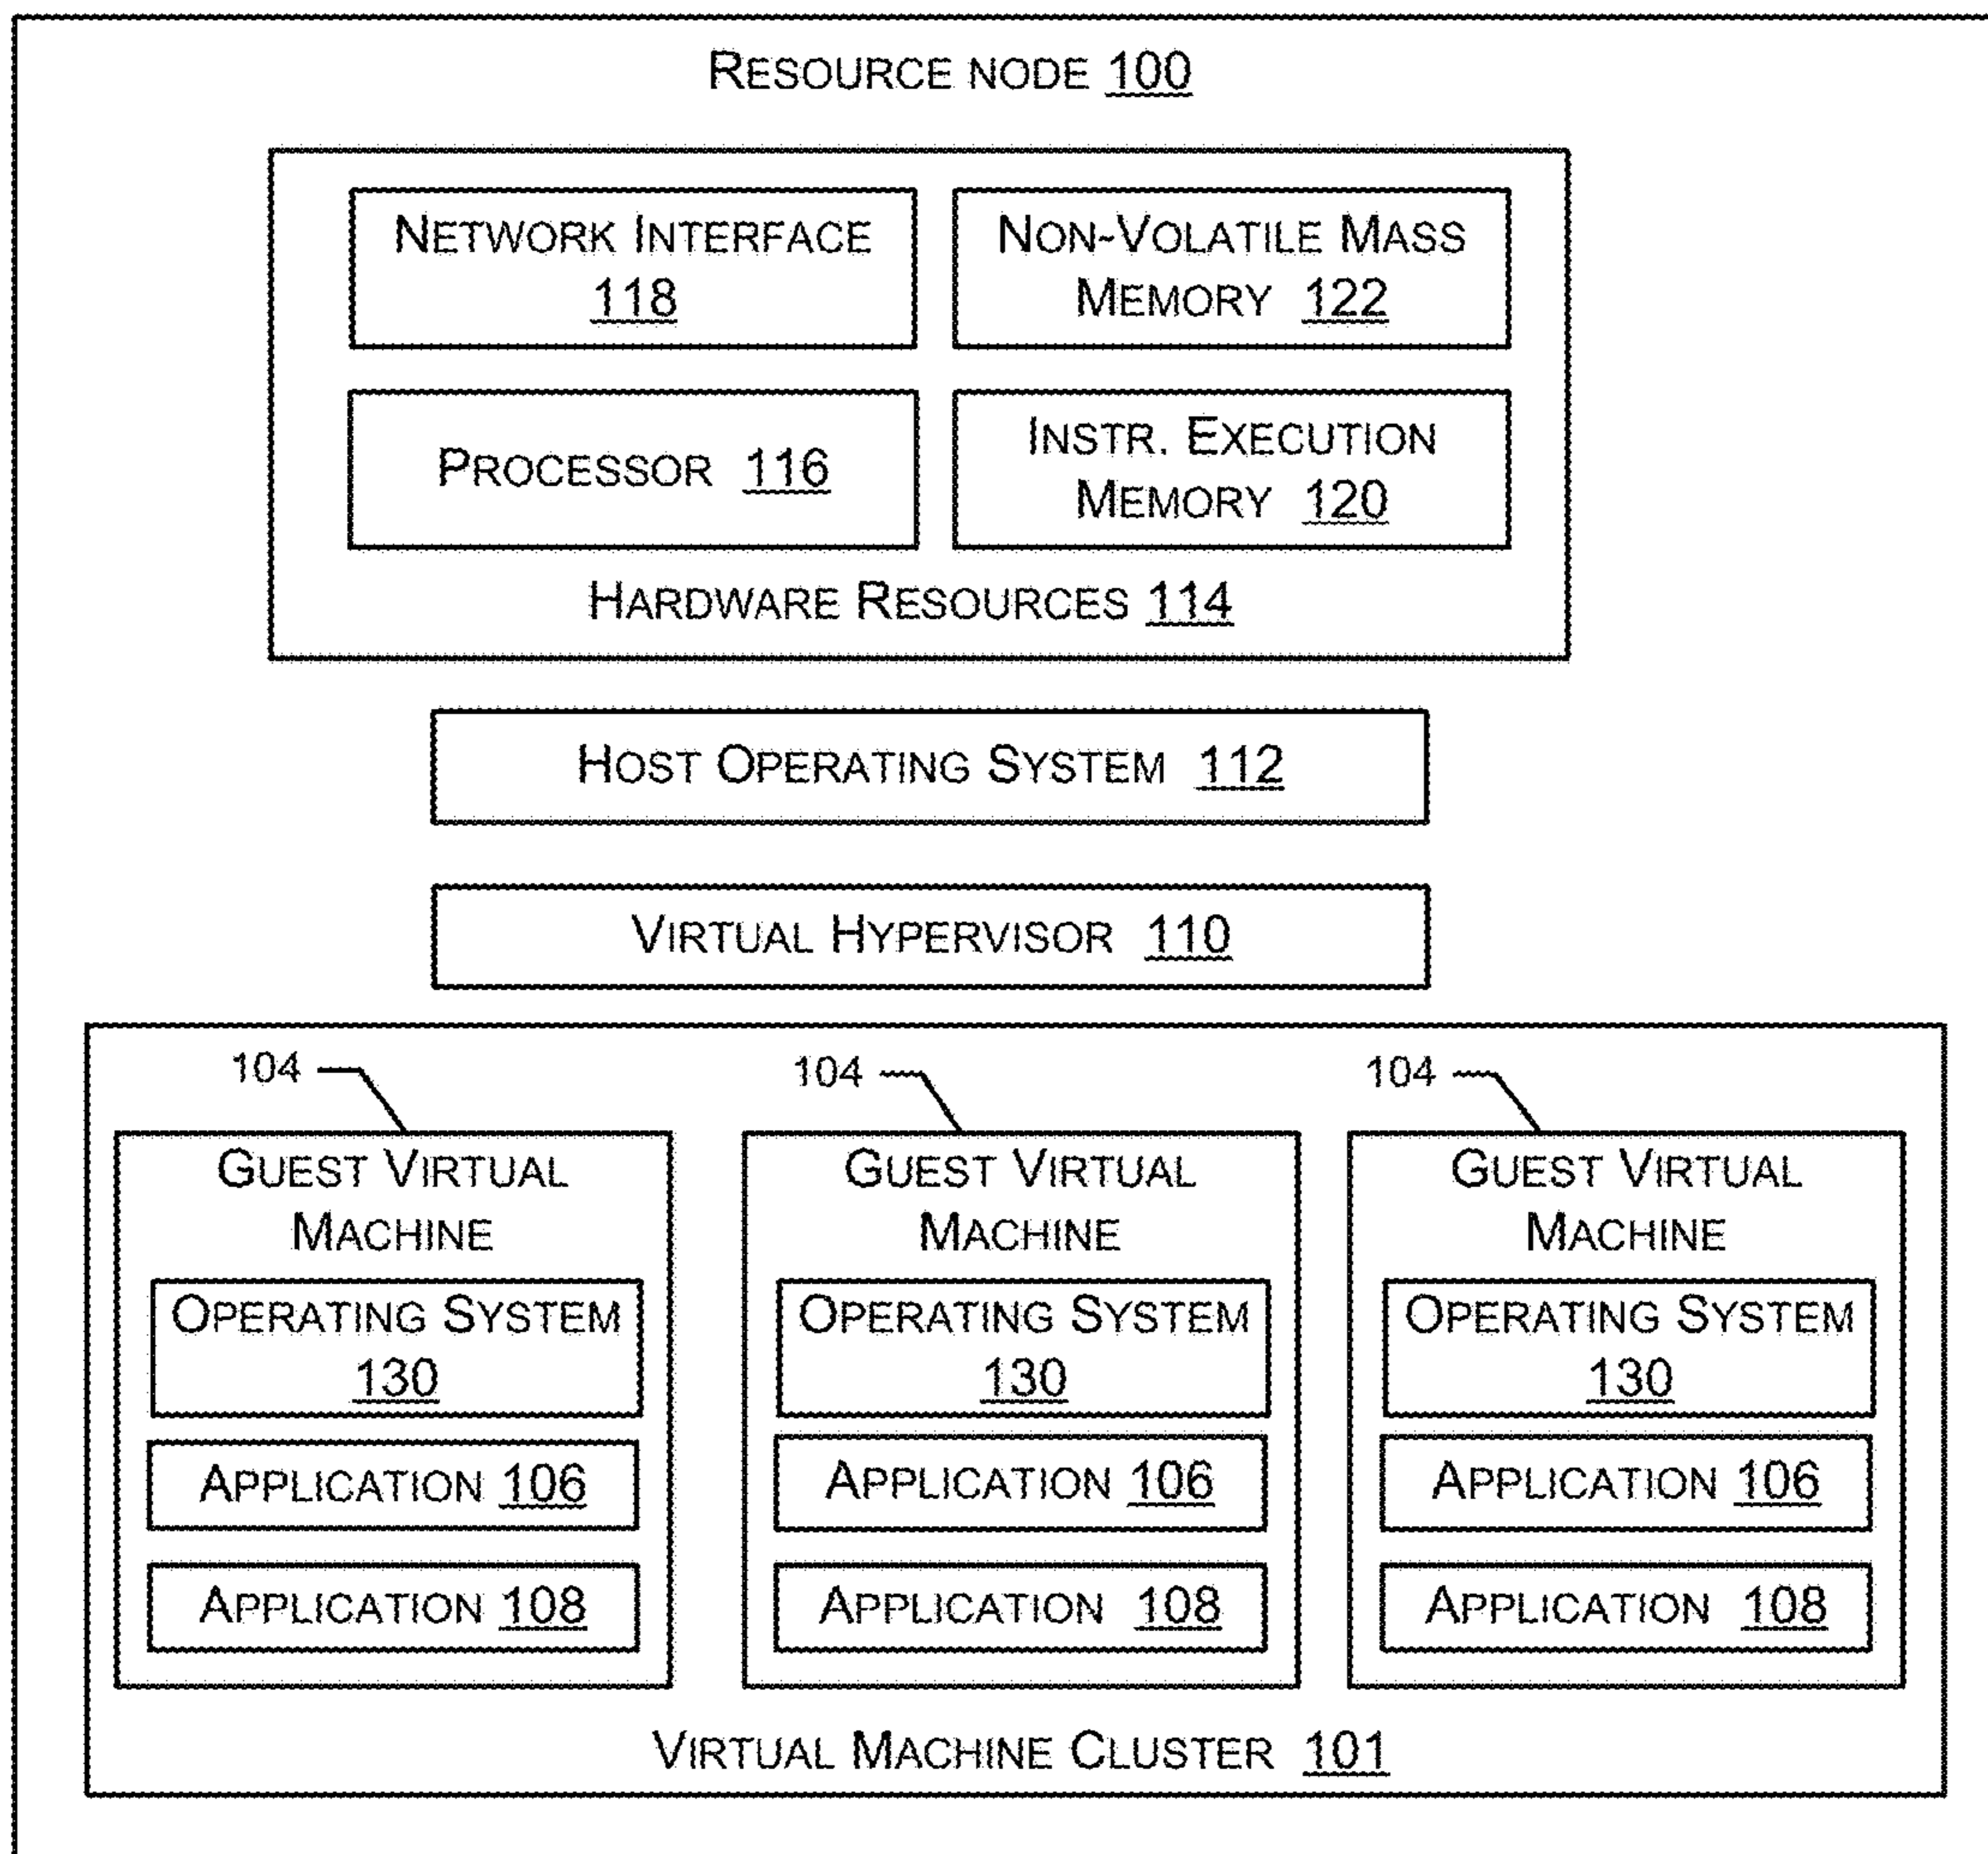 RESOURCE NODE 100
NETWORK INTERFACE
118
NON-VOLATILE MASS
MEMORY 122
PROCESSOR 116
INSTR. EXECUTION
MEMORY 120
HARDWARE RESOURCES 114
HOST OPERATING SYSTEM 112
VIRTUAL HYPERVISOR 110
104
GUEST VIRTUAL
MACHINE
OPERATING SYSTEM
130
APPLICATION 106
APPLICATION 108
104
GUEST VIRTUAL
MACHINE
OPERATING SYSTEM
130
APPLICATION 106
APPLICATION 108
104
GUEST VIRTUAL
MACHINE
OPERATING SYSTEM
130
APPLICATION 106
APPLICATION 108
VIRTUAL MACHINE CLUSTER 101